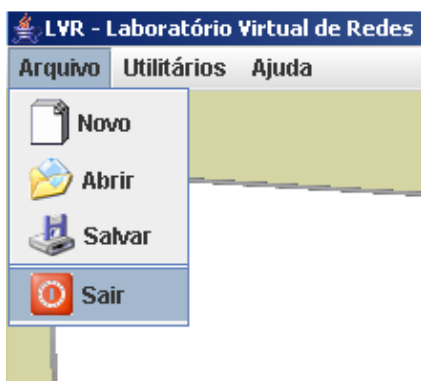 LVR - Laboratório Virtual de Redes
Arquivo Utilitários Ajuda
Novo
Abrir
Salvar
Sair